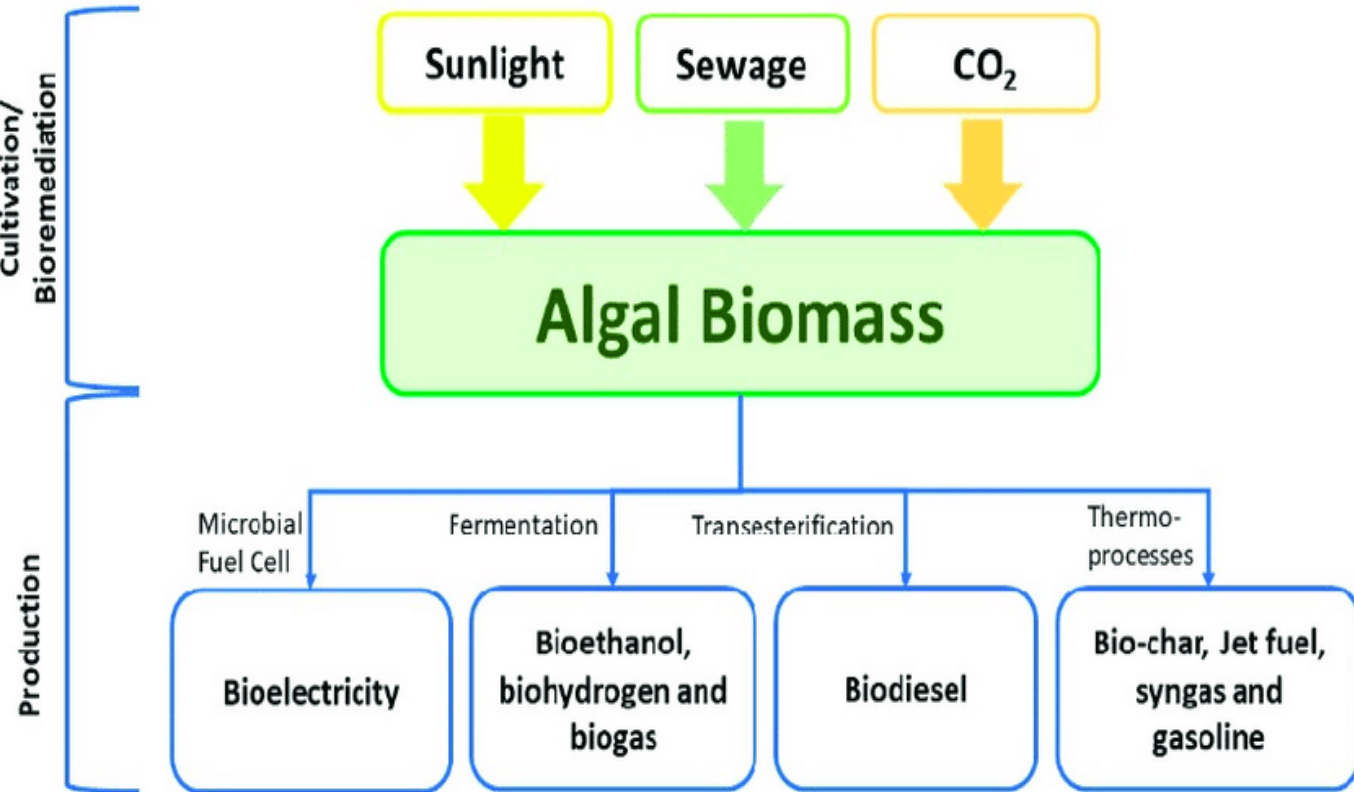 Cultivation/
Bioremediation
Sunlight
Sewage
CO₂
Algal Biomass
Production
Microbial
Fuel Cell
Fermentation
Transesterification
Thermo-
processes
Bioelectricity
Bioethanol,
biohydrogen and
biogas
Biodiesel
Bio-char, Jet fuel,
syngas and
gasoline